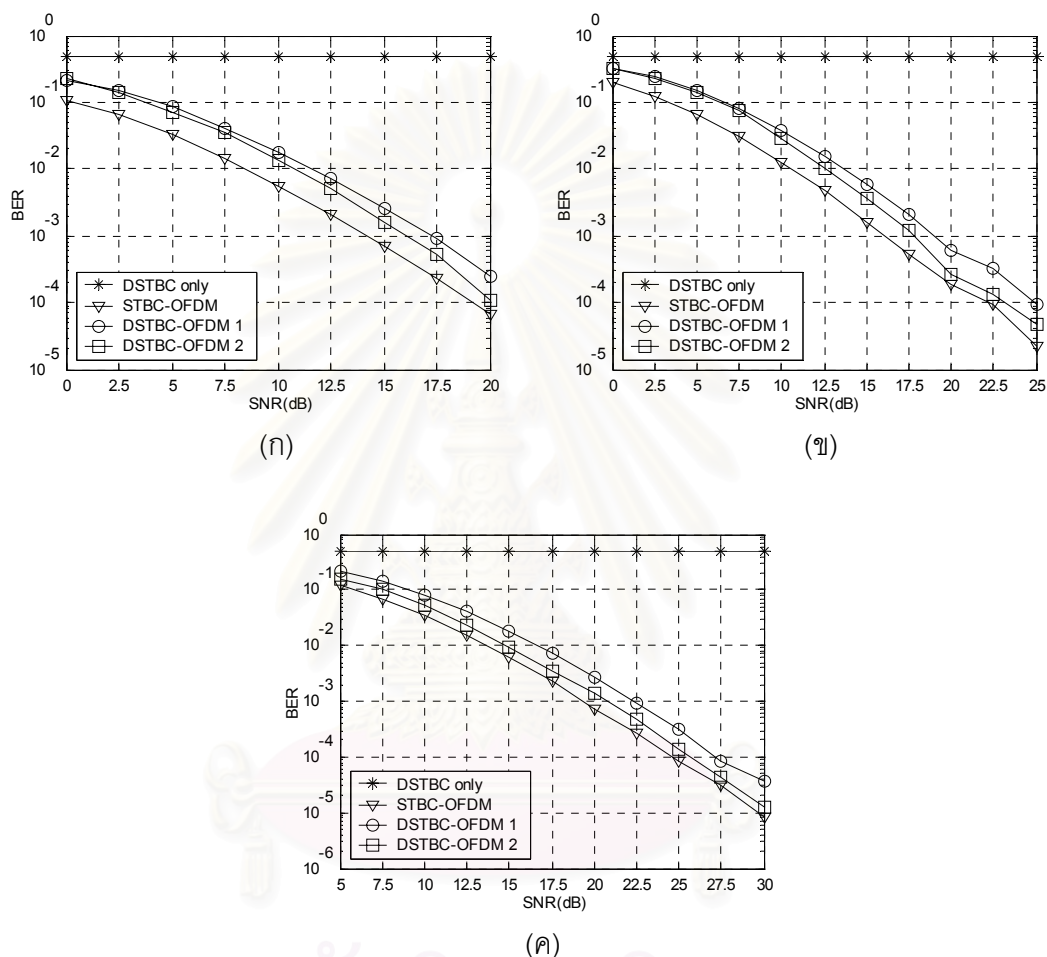 10^0
10^-1
10^-2
10^-3
10^-4
10^-5
BER
DSTBC only
STBC-OFDM
DSTBC-OFDM 1
DSTBC-OFDM 2
0 2.5 5 7.5 10 12.5 15 17.5 20
SNR(dB)
(ก)
10^0
10^-1
10^-2
10^-3
10^-4
10^-5
BER
DSTBC only
STBC-OFDM
DSTBC-OFDM 1
DSTBC-OFDM 2
0 2.5 5 7.5 10 12.5 15 17.5 20 22.5 25
SNR(dB)
(ข)
10^0
10^-1
10^-2
10^-3
10^-4
10^-5
10^-6
BER
DSTBC only
STBC-OFDM
DSTBC-OFDM 1
DSTBC-OFDM 2
5 7.5 10 12.5 15 17.5 20 22.5 25 27.5 30
SNR(dB)
(ค)